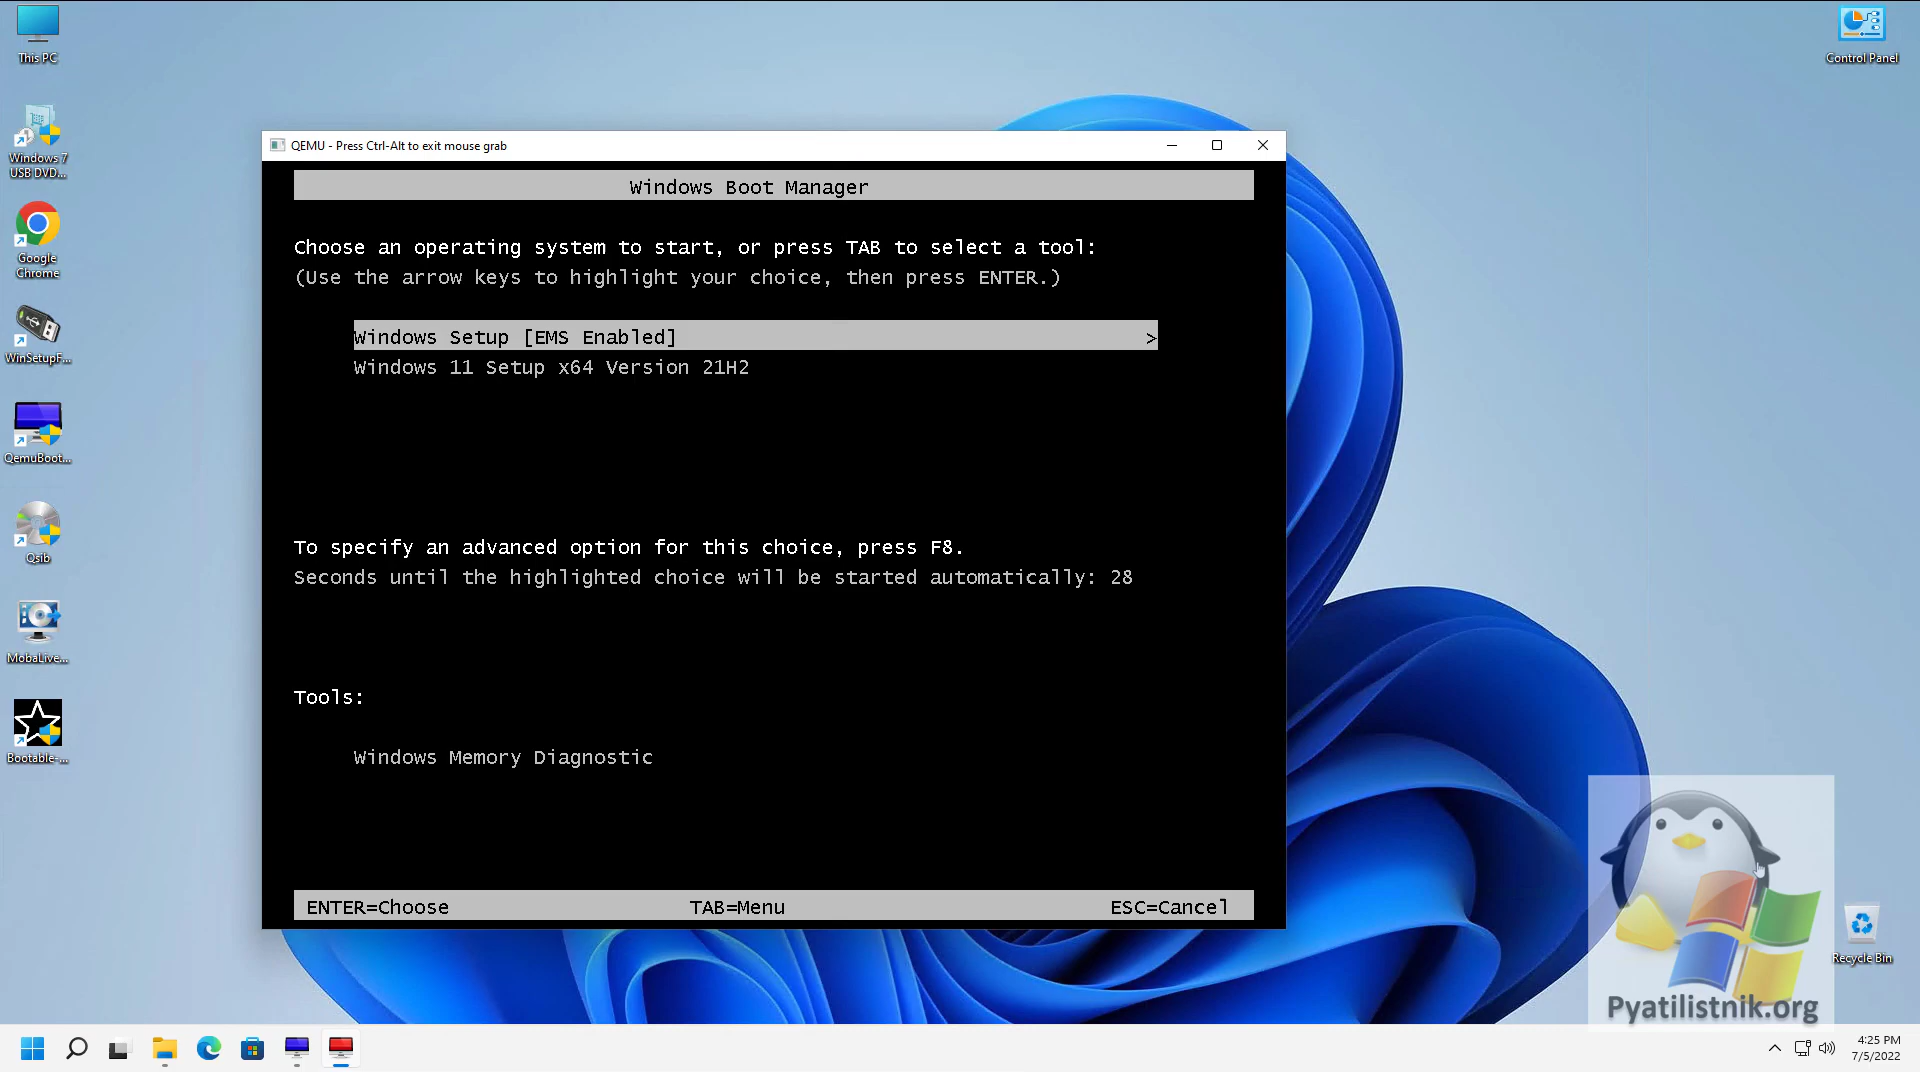 This PC
Control Panel
Windows 7
USB DVD...
Google
Chrome
WinSetupF...
QemuBoot...
Qsib
MobaLive...
Bootable-...
QEMU - Press Ctrl-Alt to exit mouse grab
Windows Boot Manager
Choose an operating system to start, or press TAB to select a tool:
(Use the arrow keys to highlight your choice, then press ENTER.)
Windows Setup [EMS Enabled] >
Windows 11 Setup x64 Version 21H2
To specify an advanced option for this choice, press F8.
Seconds until the highlighted choice will be started automatically: 28
Tools:
Windows Memory Diagnostic
ENTER=Choose TAB=Menu ESC=Cancel
Recycle Bin
Pyatilistnik.org
4:25 PM
7/5/2022